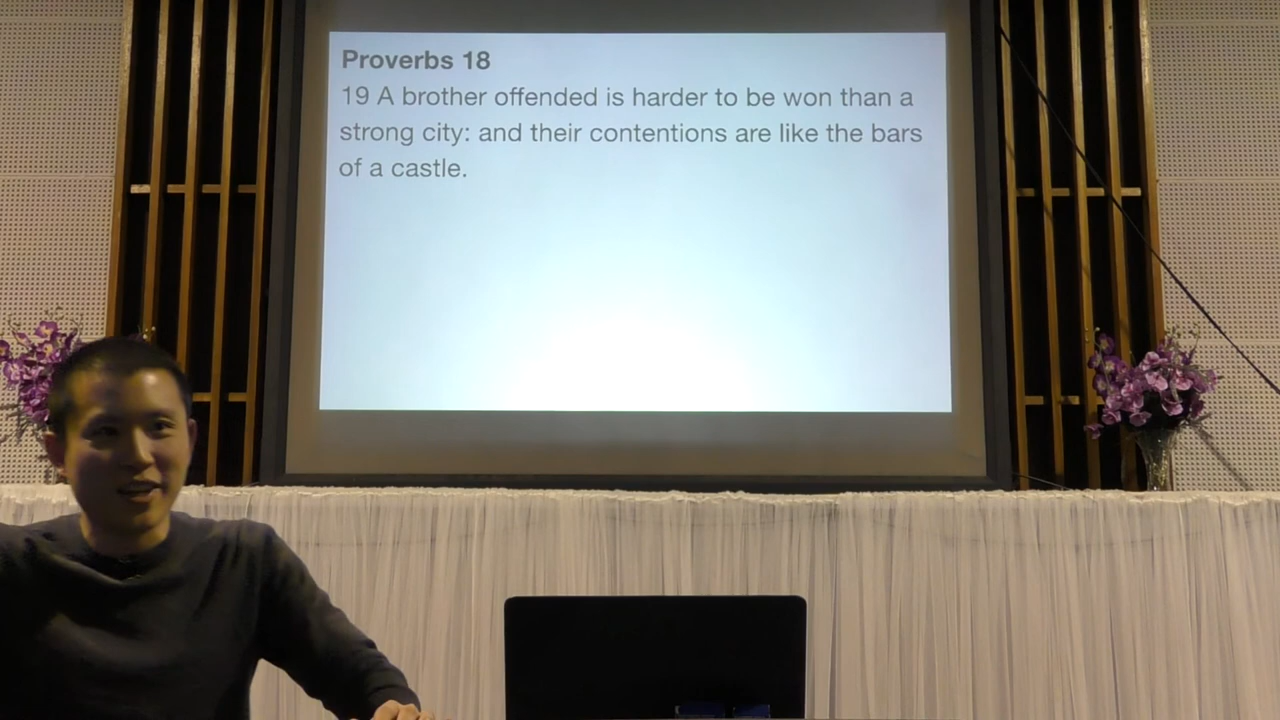 Proverbs 18
19 A brother offended is harder to be won than a
strong city: and their contentions are like the bars
of a castle.